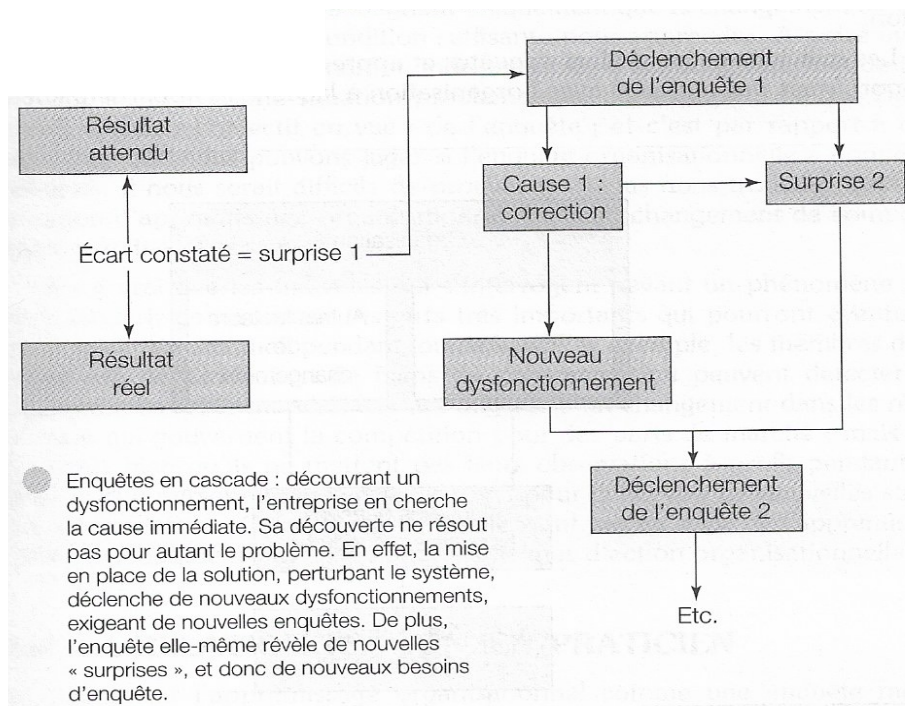 Déclenchement
de l'enquête 1
Résultat
attendu
Cause 1 :
correction
Surprise 2
Écart constaté = surprise 1
Résultat
réel
Nouveau
dysfonctionnement
Déclenchement
de l'enquête 2
Etc.
Enquêtes en cascade : découvrant un
dysfonctionnement, l'entreprise en cherche
la cause immédiate. Sa découverte ne résout
pas pour autant le problème. En effet, la mise
en place de la solution, perturbant le système,
déclenche de nouveaux dysfonctionnements,
exigeant de nouvelles enquêtes. De plus,
l'enquête elle-même révèle de nouvelles
« surprises », et donc de nouveaux besoins
d'enquête.